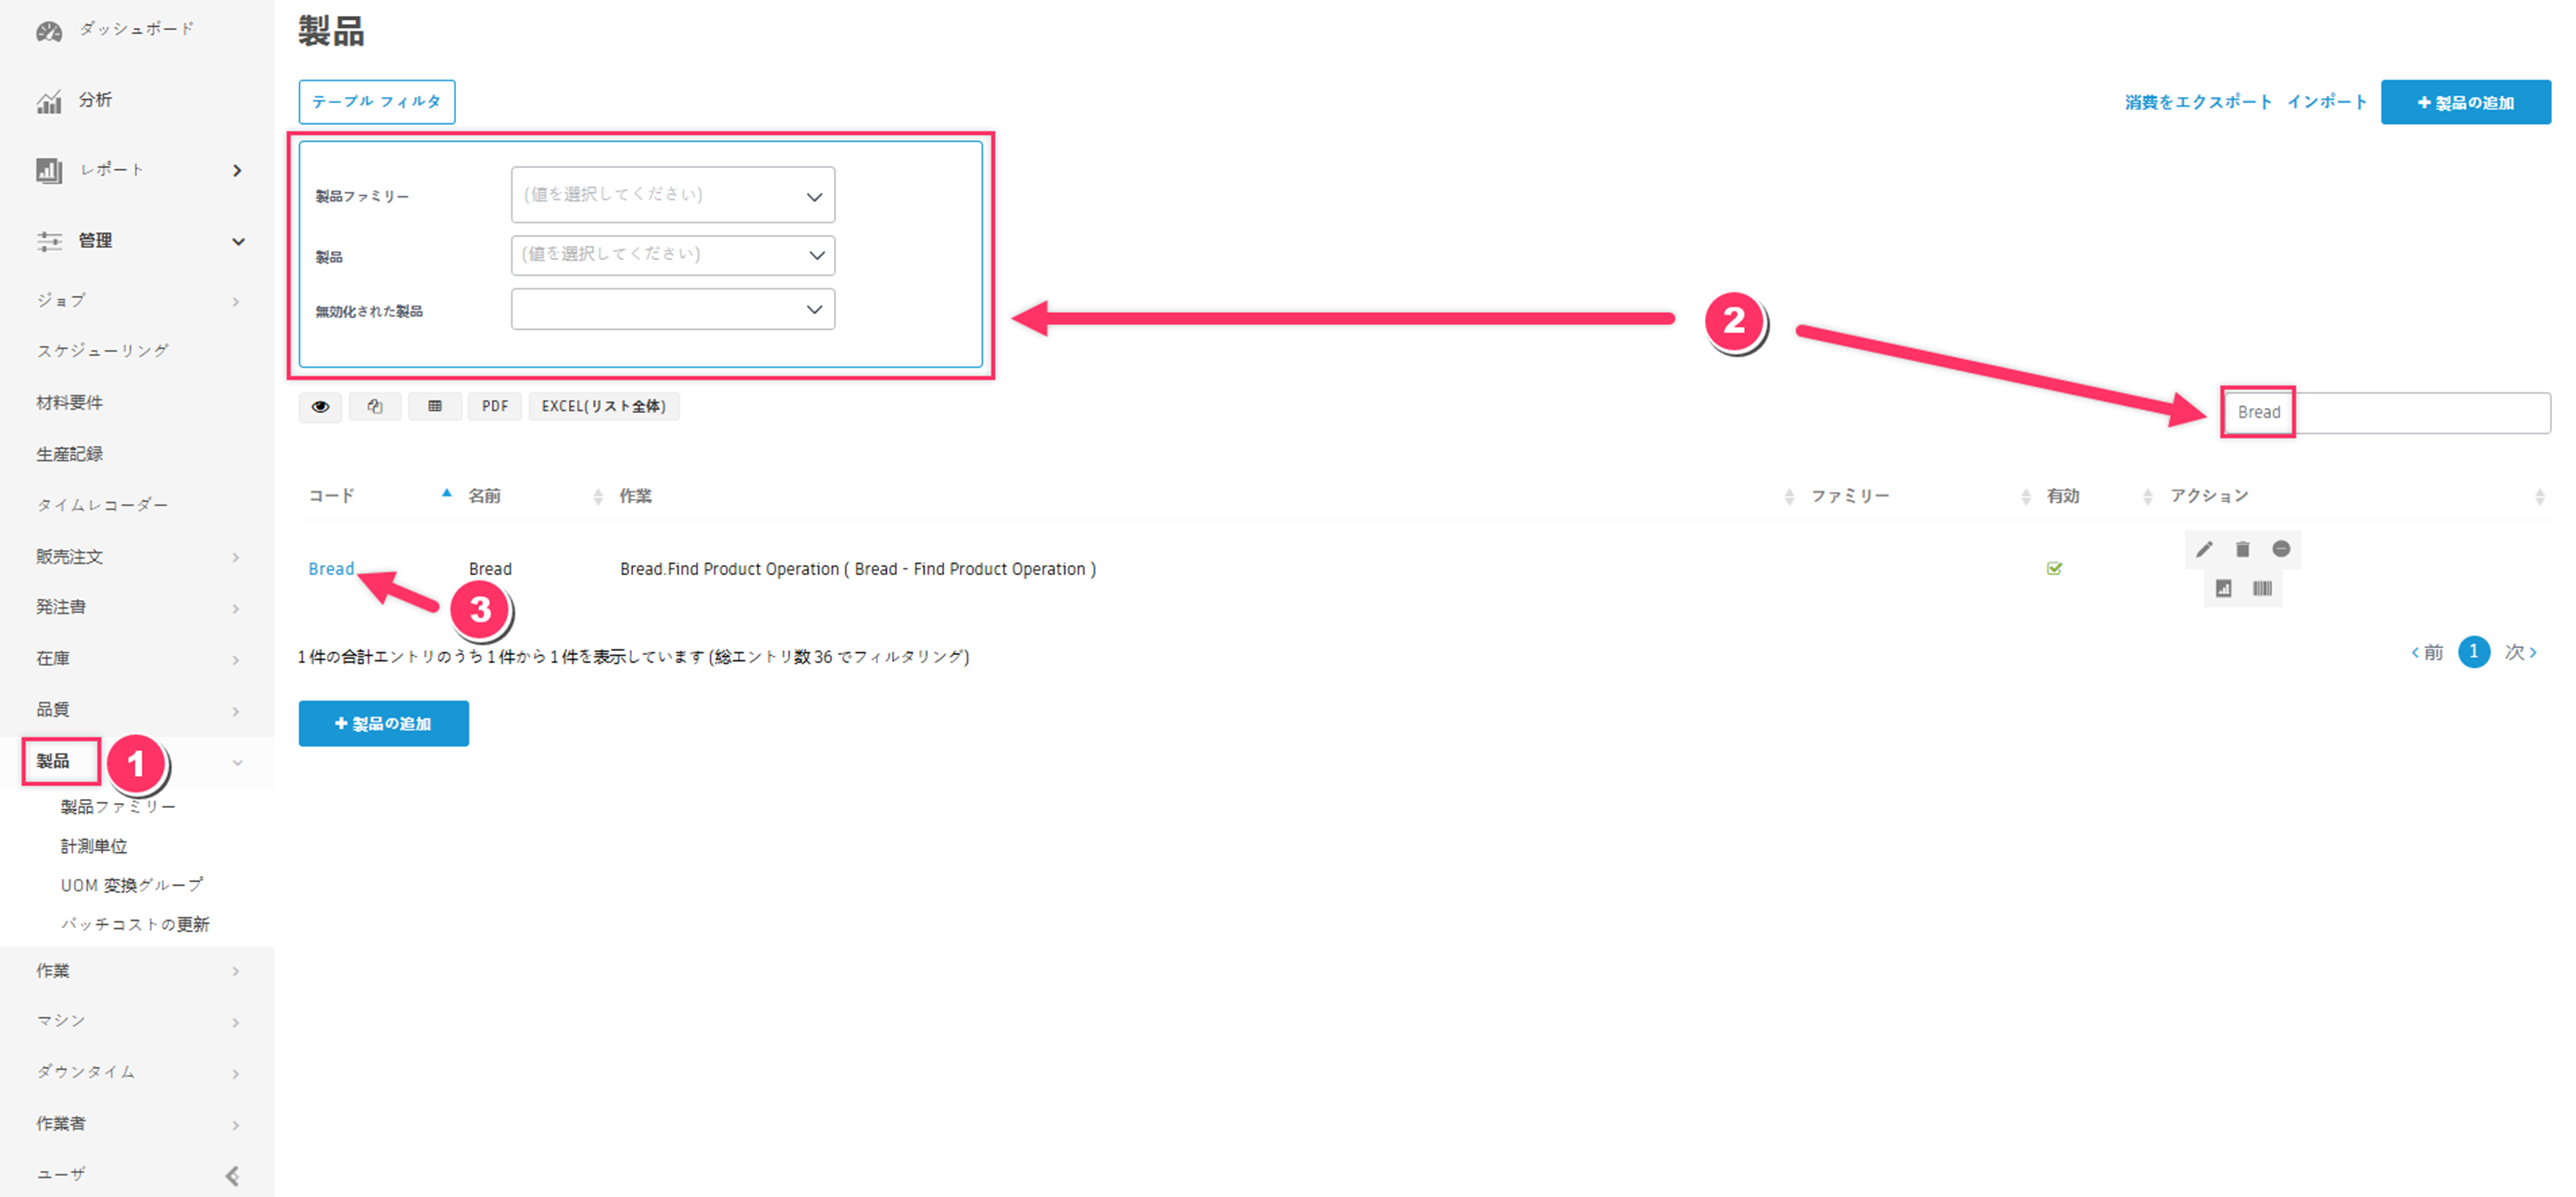 ダッシュボード
分析
レポート
管理
ジョブ
スケジューリング
材料要件
生産記録
タイムレコーダー
販売注文
発注書
在庫
品質
製品
1
製品ファミリー
計測単位
UOM 変換グループ
バッチコストの更新
作業
マシン
ダウンタイム
作業者
ユーザ
製品
テーブル フィルタ
消費をエクスポート インポート + 製品の追加
製品ファミリー (値を選択してください)
製品 (値を選択してください)
無効化された製品
2
PDF EXCEL(リスト全体)
Bread
コード 名前 作業 ファミリー 有効 アクション
Bread Bread Bread.Find Product Operation ( Bread - Find Product Operation )
3
1 件の合計エントリのうち 1 件から 1 件を表示しています (総エントリ数 36 でフィルタリング)
‹ 前 1 次 ›
+ 製品の追加